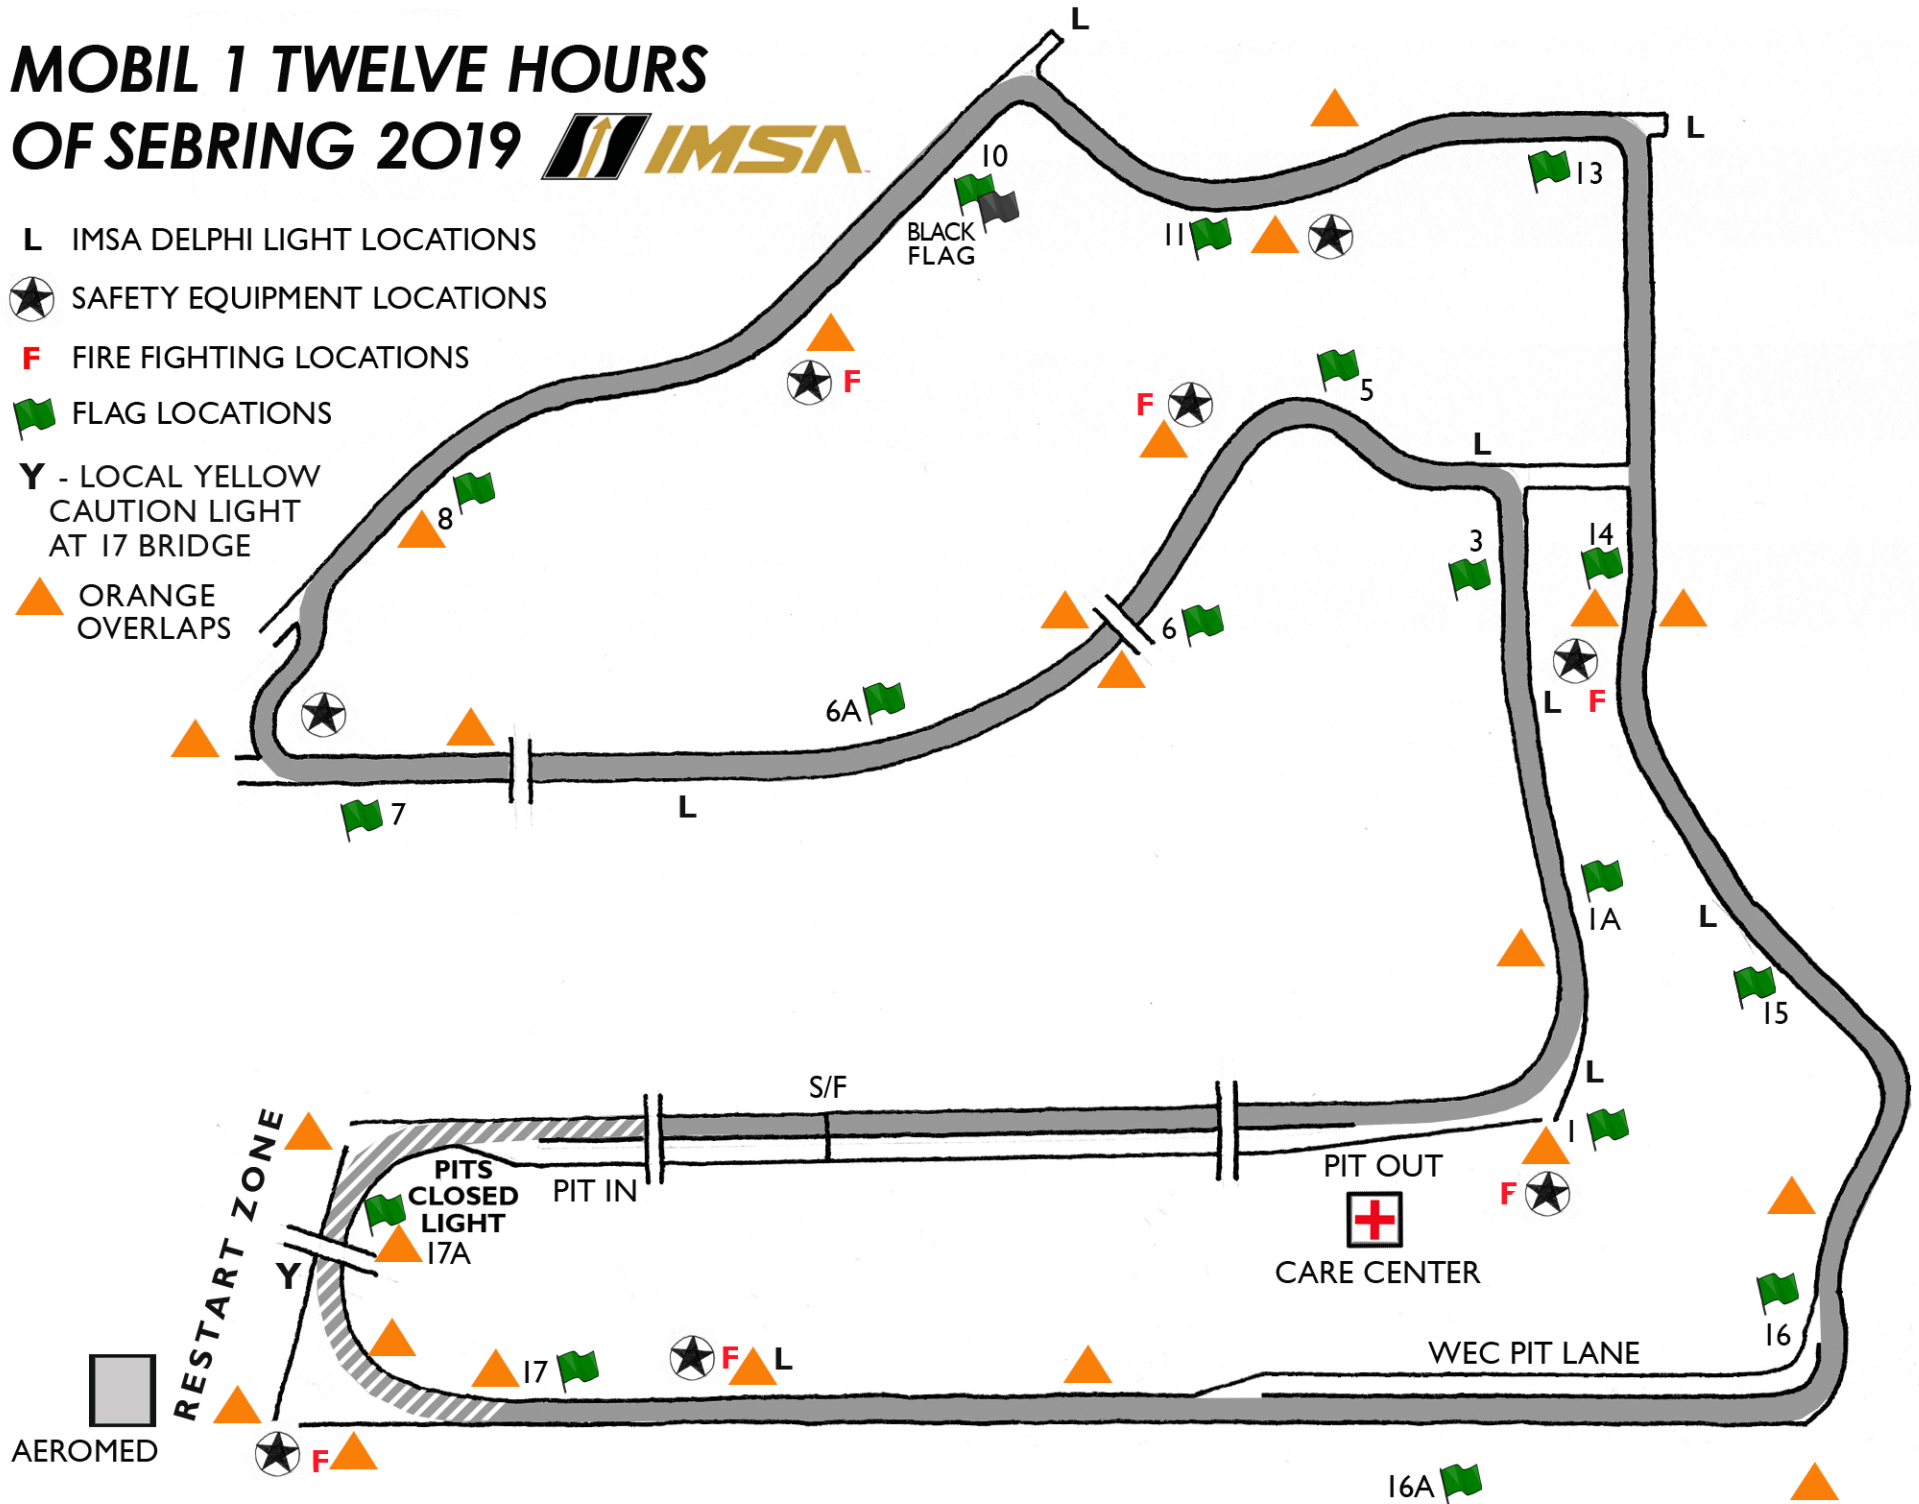 MOBIL 1 TWELVE HOURS
OF SEBRING 2019 IMSA
L IMSA DELPHI LIGHT LOCATIONS
SAFETY EQUIPMENT LOCATIONS
F FIRE FIGHTING LOCATIONS
FLAG LOCATIONS
Y - LOCAL YELLOW
CAUTION LIGHT
AT 17 BRIDGE
ORANGE
OVERLAPS
L
L
10
BLACK
FLAG
13
11
F
F
5
L
8
3
14
6
L
F
6A
7
L
1A
L
15
L
S/F
1
RESTART ZONE
PITS
CLOSED
LIGHT
17A
PIT IN
PIT OUT
F
CARE CENTER
Y
16
WEC PIT LANE
17
F
L
AEROMED
F
16A